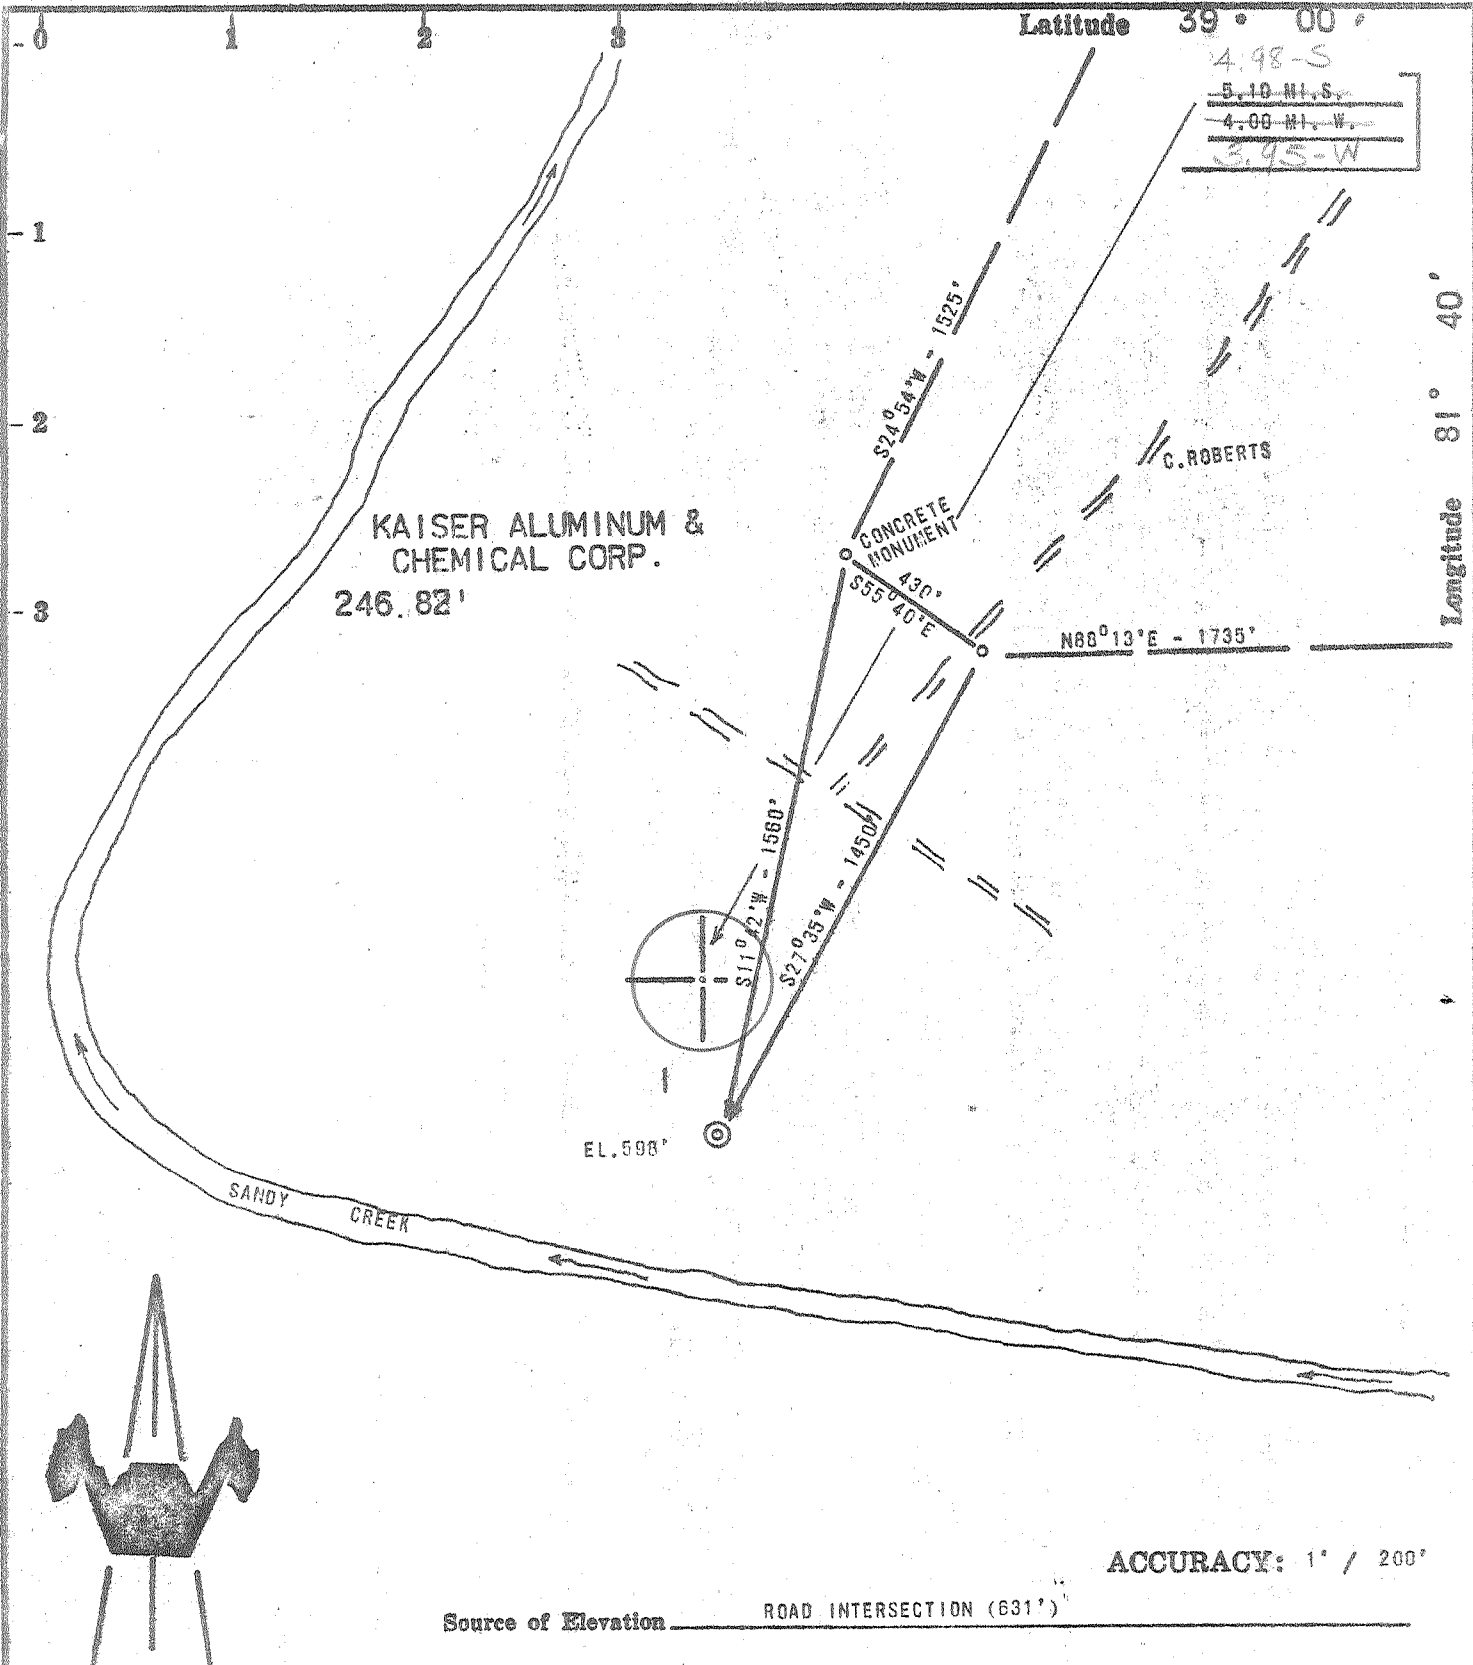 0 1 2 3
Latitude 39° 00'
4.98-S
5.10 MI.S.
4.00 MI. W.
3.95-W
1
2
3
Longitude 81° 40'
S24°54'W - 1525'
C.ROBERTS
KAISER ALUMINUM &
CHEMICAL CORP.
246.82'
CONCRETE
MONUMENT
430'
S55°40'E
N88°13'E - 1735'
S11°42'W - 1560'
S27°35'W - 1450'
1
EL.598'
SANDY CREEK
ACCURACY: 1' / 200'
Source of Elevation ROAD INTERSECTION (631')